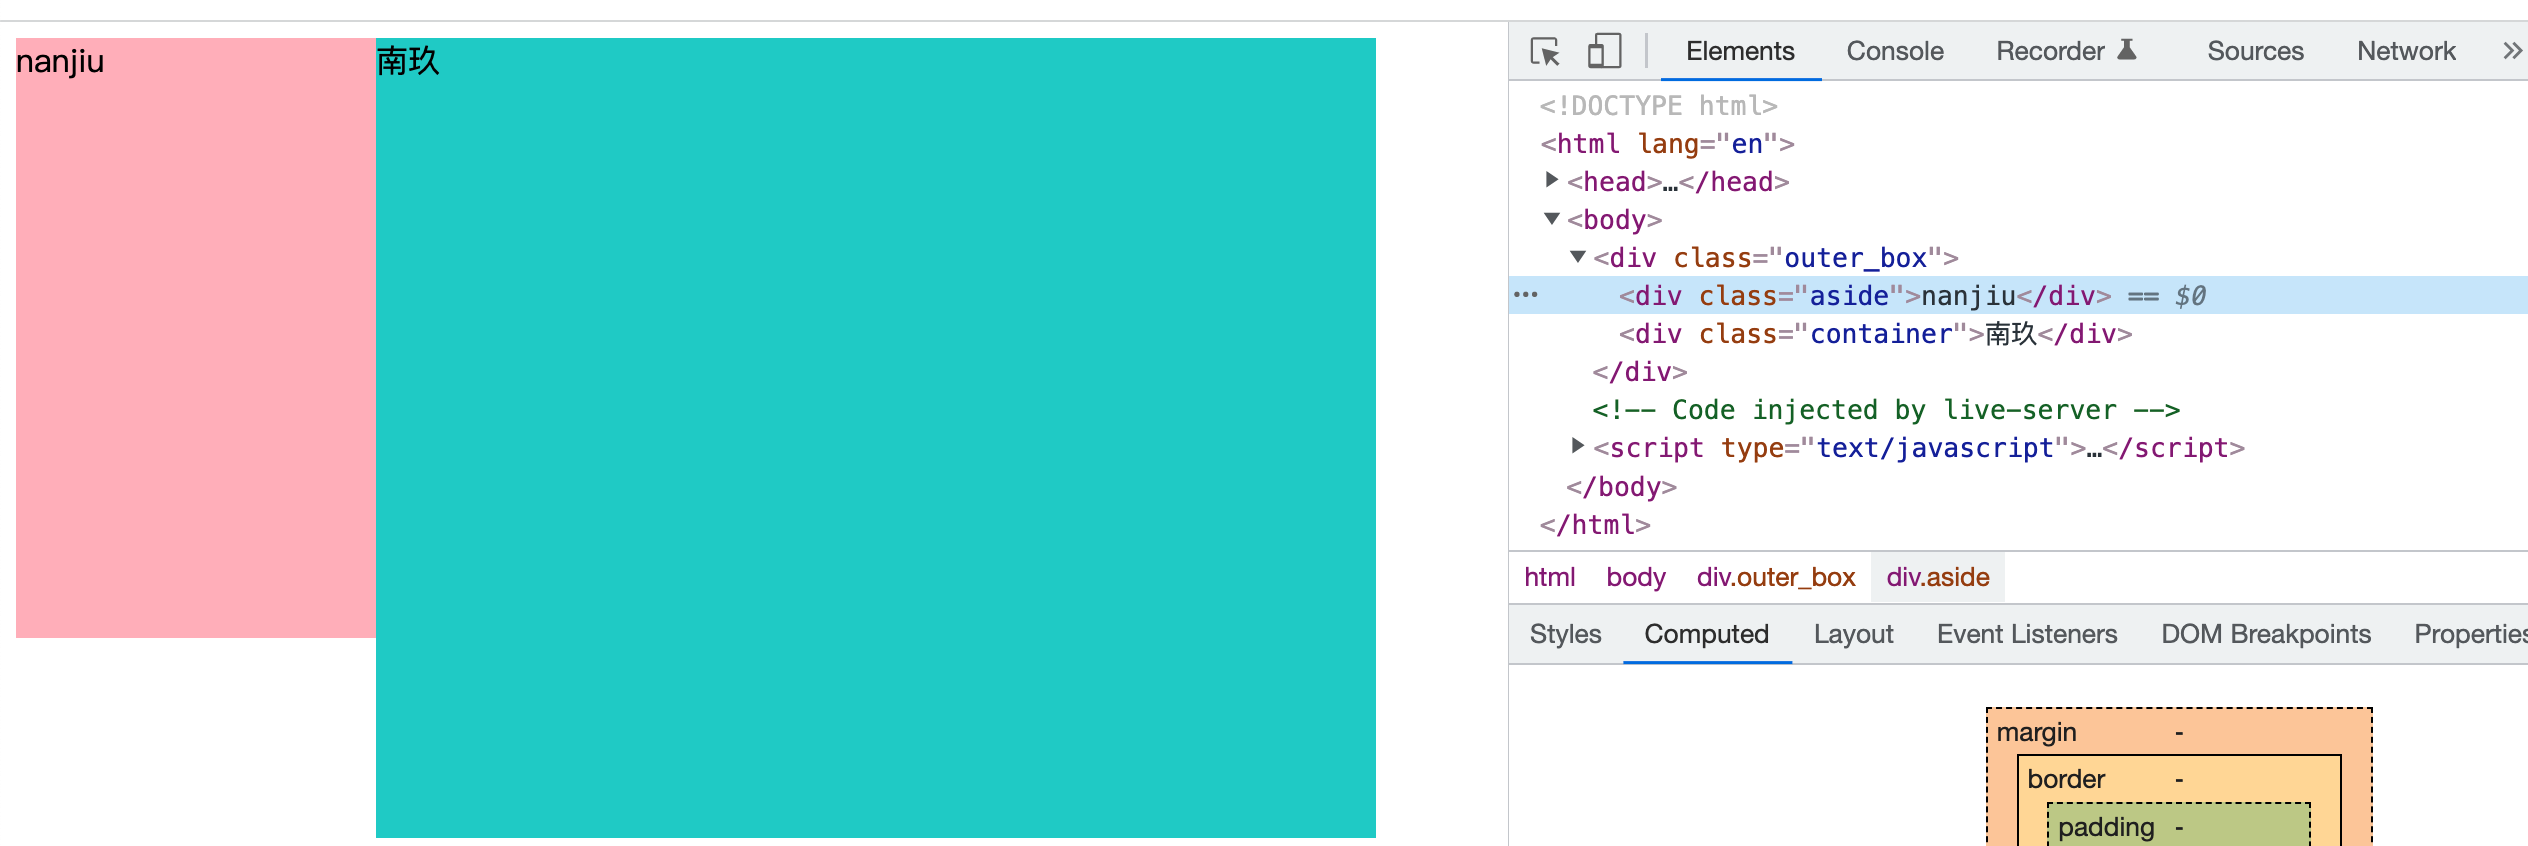 nanjiu
南玖
Elements Console Recorder Sources Network »
<!DOCTYPE html>
<html lang="en">
<head>…</head>
<body>
<div class="outer_box">
<div class="aside">nanjiu</div> == $0
<div class="container">南玖</div>
</div>
<!-- Code injected by live-server -->
<script type="text/javascript">…</script>
</body>
</html>
html body div.outer_box div.aside
Styles Computed Layout Event Listeners DOM Breakpoints Properties
margin -
border -
padding -